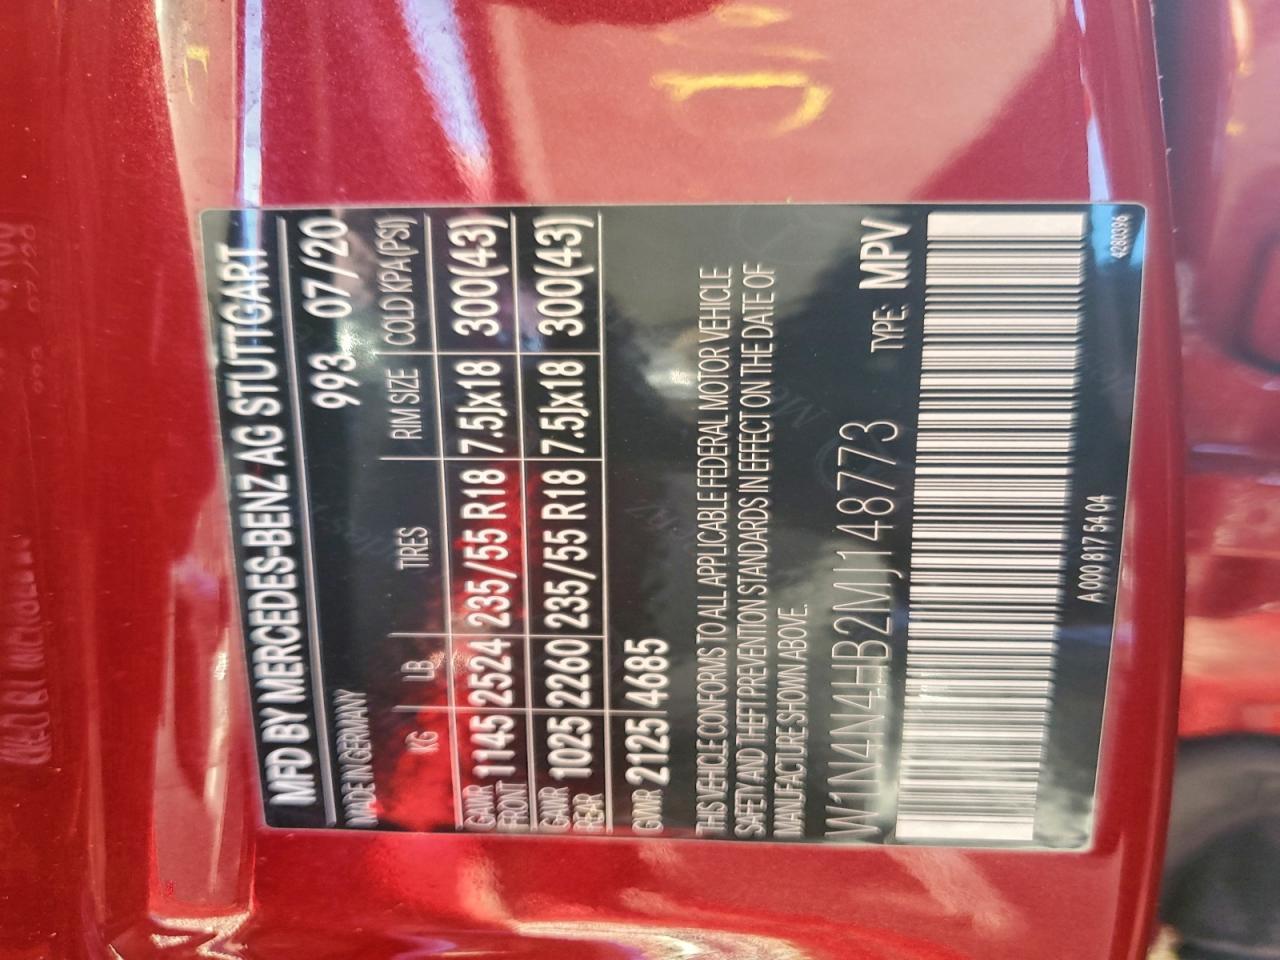 MFD BY MERCEDES-BENZ AG STUTTGART
MADE IN GERMANY 993 07/20
KG LB TIRES RIM SIZE COLD KPA(PSI)
GAWR FRONT 1145 2524 235/55 R18 7.5Jx18 300(43)
GAWR REAR 1025 2260 235/55 R18 7.5Jx18 300(43)
GVWR 2125 4685
THIS VEHICLE CONFORMS TO ALL APPLICABLE FEDERAL MOTOR VEHICLE
SAFETY AND THEFT PREVENTION STANDARDS IN EFFECT ON THE DATE OF
MANUFACTURE SHOWN ABOVE.
W1N4N4HB2MJ148773 TYPE: MPV
A 000 817 54 04
4280396